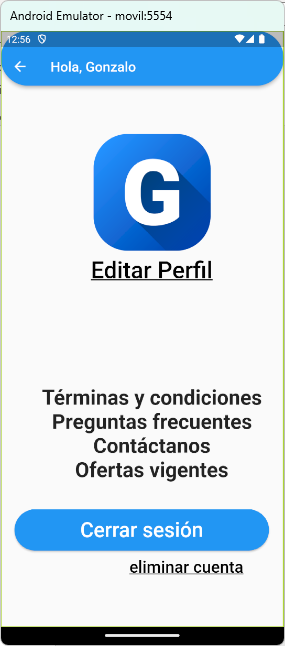 Android Emulator - movil:5554
12:56
Hola, Gonzalo
G
Editar Perfil
Términas y condiciones
Preguntas frecuentes
Contáctanos
Ofertas vigentes
Cerrar sesión
eliminar cuenta